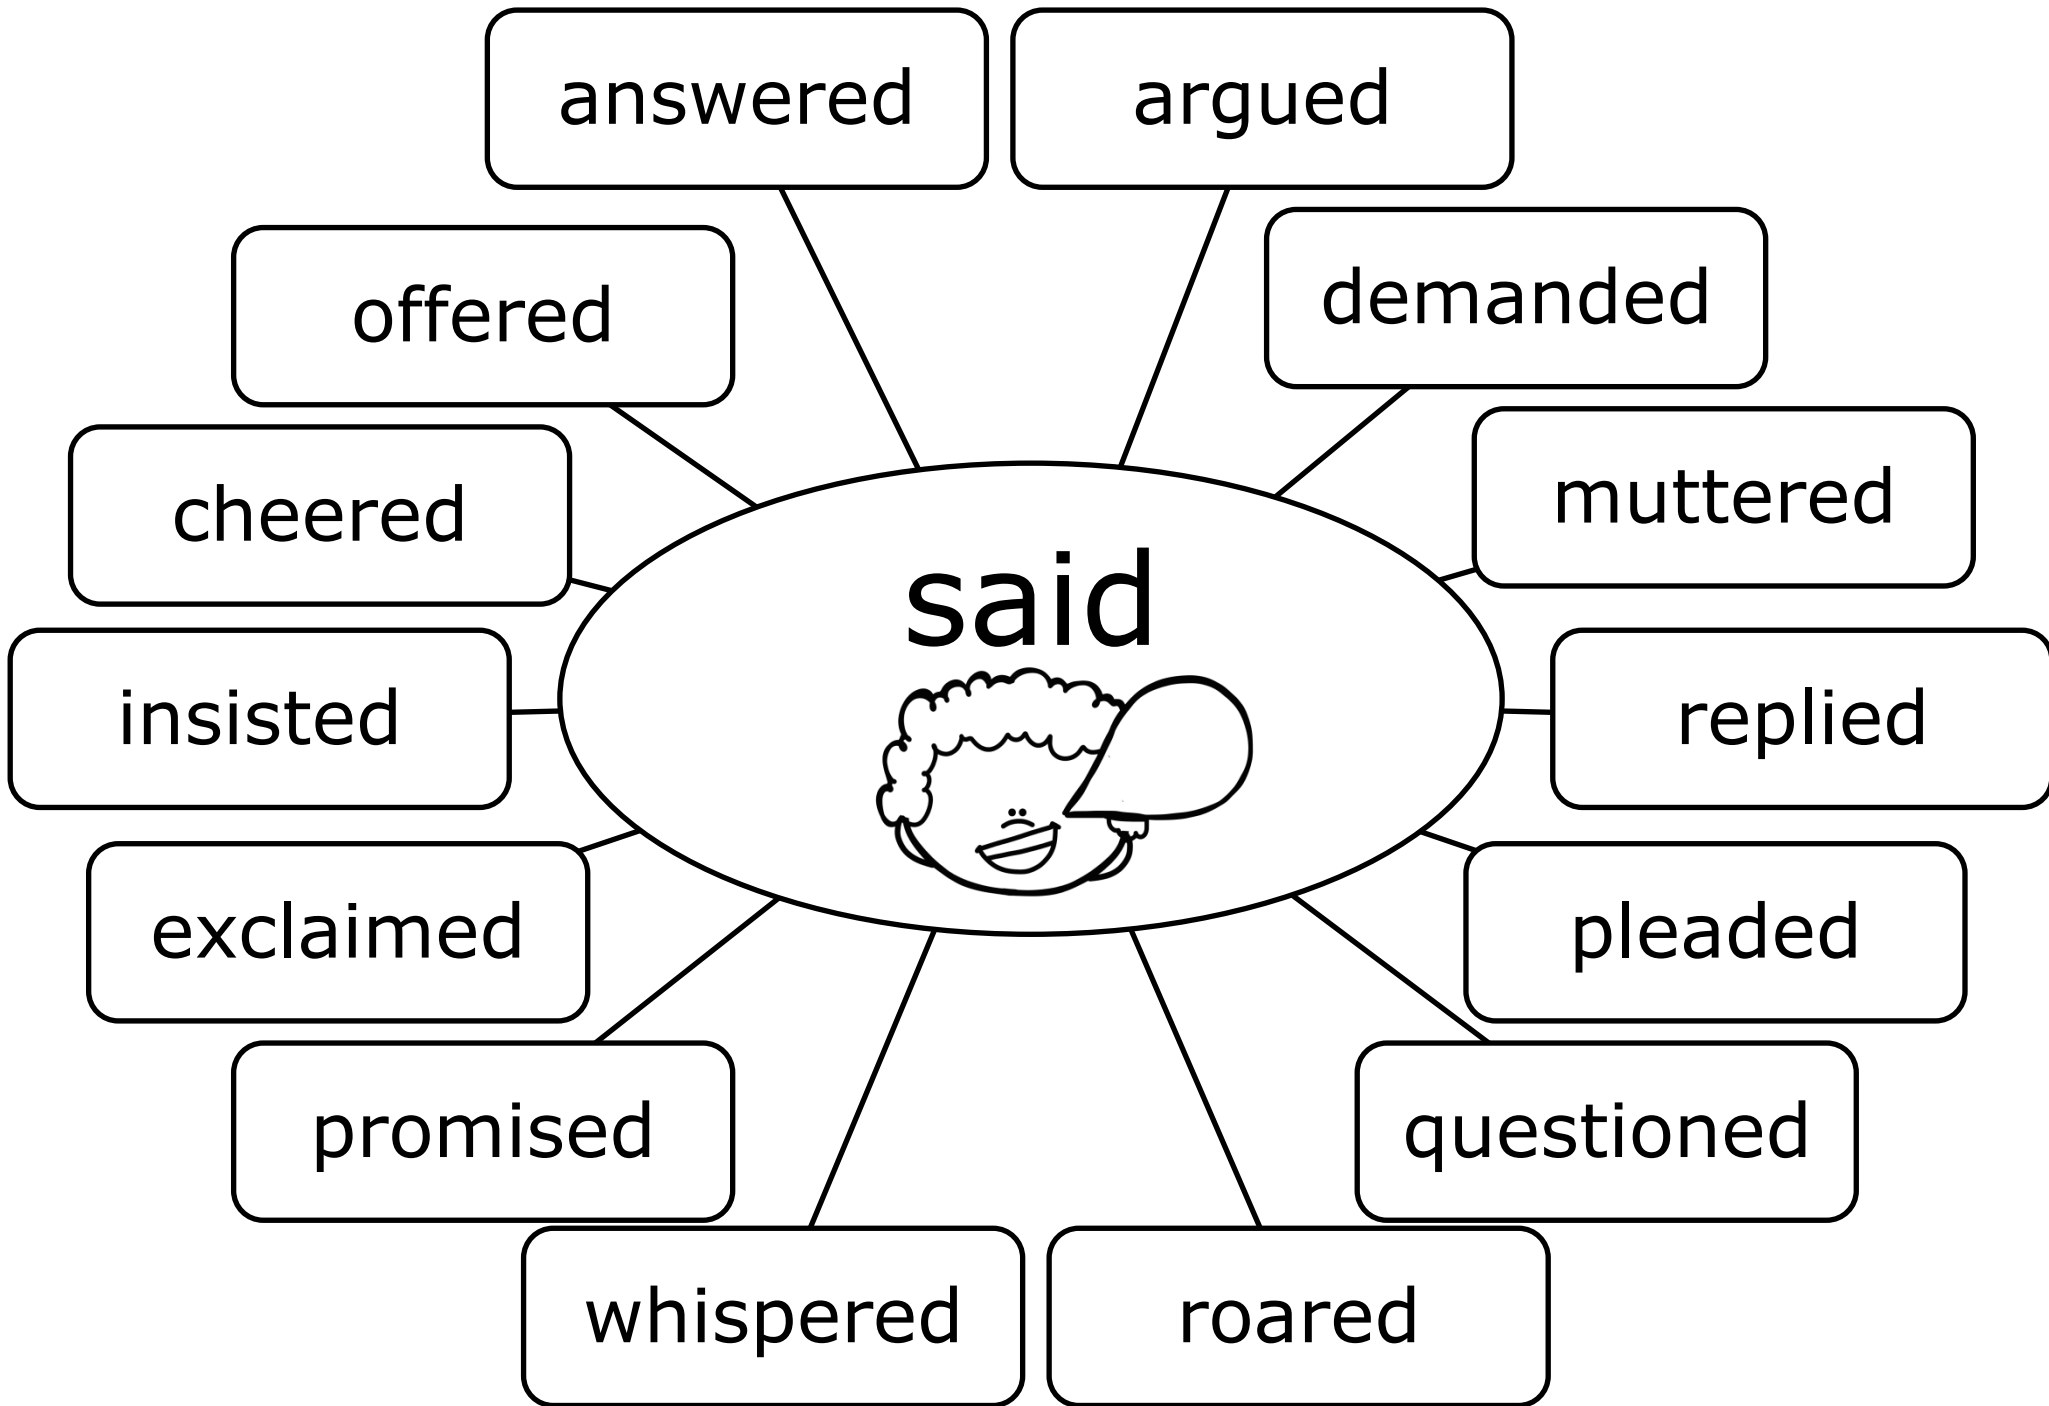 answered
argued
offered
demanded
cheered
muttered
said
insisted
replied
exclaimed
pleaded
promised
questioned
whispered
roared